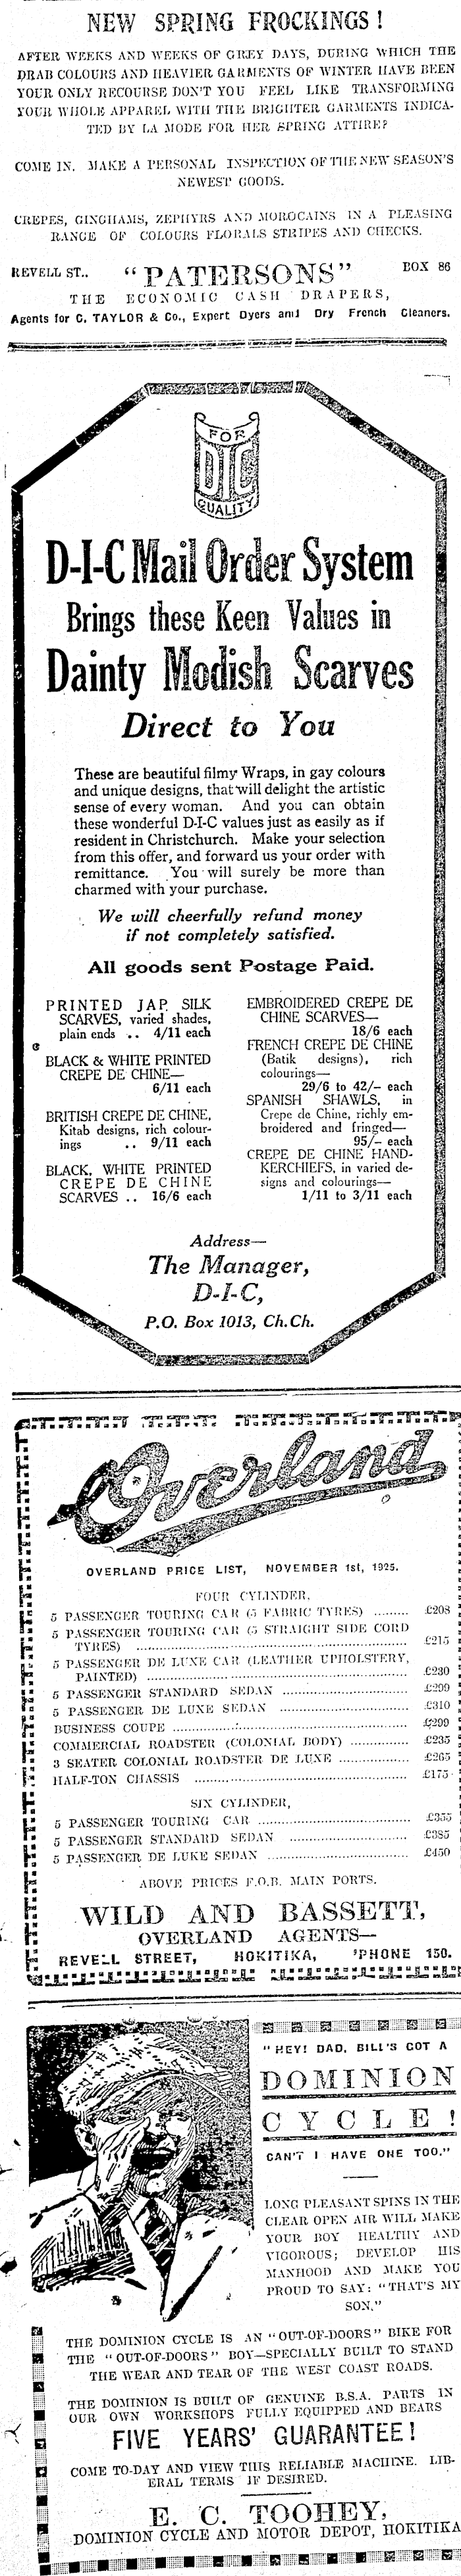 NEW SPRING FROCKINGS!
AFTER WEEKS AND WEEKS OF GREY DAYS, DURING WHICH THE
DRAB COLOURS AND HEAVIER GARMENTS OF WINTER HAVE BEEN
YOUR ONLY RECOURSE DON'T YOU FEEL LIKE TRANSFORMING
YOUR WHOLE APPAREL WITH THE BRIGHTER GARMENTS INDICA-
TED BY LA MODE FOR HER SPRING ATTIRE?
COME IN. MAKE A PERSONAL INSPECTION OF THE NEW SEASON'S
NEWEST GOODS.
CREPES, GINGHAMS, ZEPHYRS AND MOROCAINS IN A PLEASING
RANGE OF COLOURS FLORALS STRIPES AND CHECKS.
REVELL ST.. "PATERSONS" BOX 86
THE ECONOMIC CASH DRAPERS,
Agents for C. TAYLOR & Co., Expert Dyers and Dry French Cleaners.
FOR
DIC
QUALITY
D-I-C Mail Order System
Brings these Keen Values in
Dainty Modish Scarves
Direct to You
These are beautiful filmy Wraps, in gay colours
and unique designs, that will delight the artistic
sense of every woman. And you can obtain
these wonderful D-I-C values just as easily as if
resident in Christchurch. Make your selection
from this offer, and forward us your order with
remittance. You will surely be more than
charmed with your purchase.
We will cheerfully refund money
if not completely satisfied.
All goods sent Postage Paid.
PRINTED JAP, SILK
SCARVES, varied shades,
plain ends .. 4/11 each
BLACK & WHITE PRINTED
CREPE DE CHINE—
6/11 each
BRITISH CREPE DE CHINE,
Kitab designs, rich colour-
ings .. 9/11 each
BLACK, WHITE PRINTED
CREPE DE CHINE
SCARVES .. 16/6 each
EMBROIDERED CREPE DE
CHINE SCARVES—
18/6 each
FRENCH CREPE DE CHINE
(Batik designs), rich
colourings—
29/6 to 42/- each
SPANISH SHAWLS, in
Crepe de Chine, richly em-
broidered and fringed—
95/- each
CREPE DE CHINE HAND-
KERCHIEFS, in varied de-
signs and colourings—
1/11 to 3/11 each
Address—
The Manager,
D-I-C,
P.O. Box 1013, Ch.Ch.
Overland
OVERLAND PRICE LIST, NOVEMBER 1st, 1925.
FOUR CYLINDER,
5 PASSENGER TOURING CAR (5 FABRIC TYRES) ......... £208
5 PASSENGER TOURING CAR (5 STRAIGHT SIDE CORD
TYRES) ......... £215
5 PASSENGER DE LUXE CAR (LEATHER UPHOLSTERY,
PAINTED) ......... £230
5 PASSENGER STANDARD SEDAN ......... £299
5 PASSENGER DE LUXE SEDAN ......... £310
BUSINESS COUPE ......... £299
COMMERCIAL ROADSTER (COLONIAL BODY) ......... £235
3 SEATER COLONIAL ROADSTER DE LUXE ......... £265
HALF-TON CHASSIS ......... £175
SIX CYLINDER,
5 PASSENGER TOURING CAR ......... £355
5 PASSENGER STANDARD SEDAN ......... £385
5 PASSENGER DE LUKE SEDAN ......... £450
ABOVE PRICES F.O.B. MAIN PORTS.
WILD AND BASSETT,
OVERLAND AGENTS—
REVELL STREET, HOKITIKA, 'PHONE 150.
"HEY! DAD, BILL'S GOT A
DOMINION
CYCLE!
CAN'T I HAVE ONE TOO."
LONG PLEASANT SPINS IN THE
CLEAR OPEN AIR WILL MAKE
YOUR BOY HEALTHY AND
VIGOROUS; DEVELOP HIS
MANHOOD AND MAKE YOU
PROUD TO SAY: "THAT'S MY
SON."
THE DOMINION CYCLE IS AN "OUT-OF-DOORS" BIKE FOR
THE "OUT-OF-DOORS" BOY—SPECIALLY BUILT TO STAND
THE WEAR AND TEAR OF THE WEST COAST ROADS.
THE DOMINION IS BUILT OF GENUINE B.S.A. PARTS IN
OUR OWN WORKSHOPS FULLY EQUIPPED AND BEARS
FIVE YEARS' GUARANTEE!
COME TO-DAY AND VIEW THIS RELIABLE MACHINE. LIB-
ERAL TERMS IF DESIRED.
E. C. TOOHEY,
DOMINION CYCLE AND MOTOR DEPOT, HOKITIKA